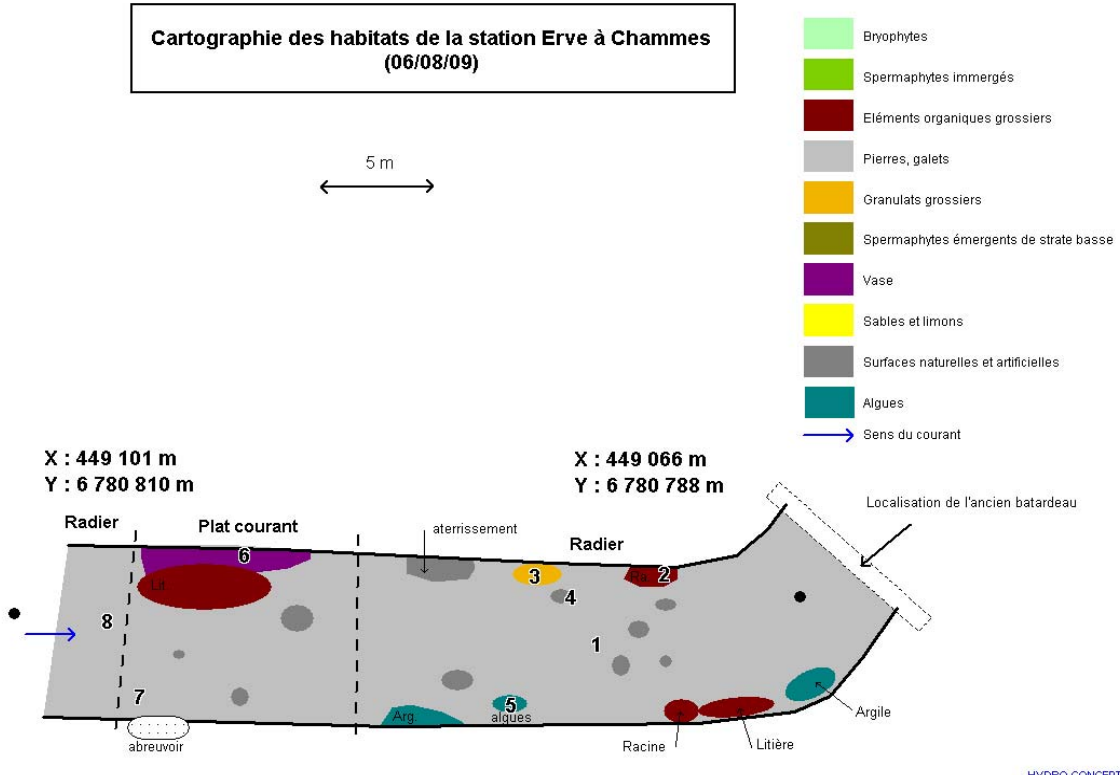 Cartographie des habitats de la station Erve à Chammes
(06/08/09)
Bryophytes
Spermaphytes immergés
Eléments organiques grossiers
Pierres, galets
Granulats grossiers
Spermaphytes émergents de strate basse
Vase
Sables et limons
Surfaces naturelles et artificielles
Algues
Sens du courant
5 m
X : 449 101 m
Y : 6 780 810 m
X : 449 066 m
Y : 6 780 788 m
Localisation de l'ancien batardeau
Radier
Plat courant
aterrissement
Radier
6
Lit.
3
Ra.
2
4
8
1
7
5
Arg.
algues
abreuvoir
Racine
Litière
Argile
HYDRO CONCEPT